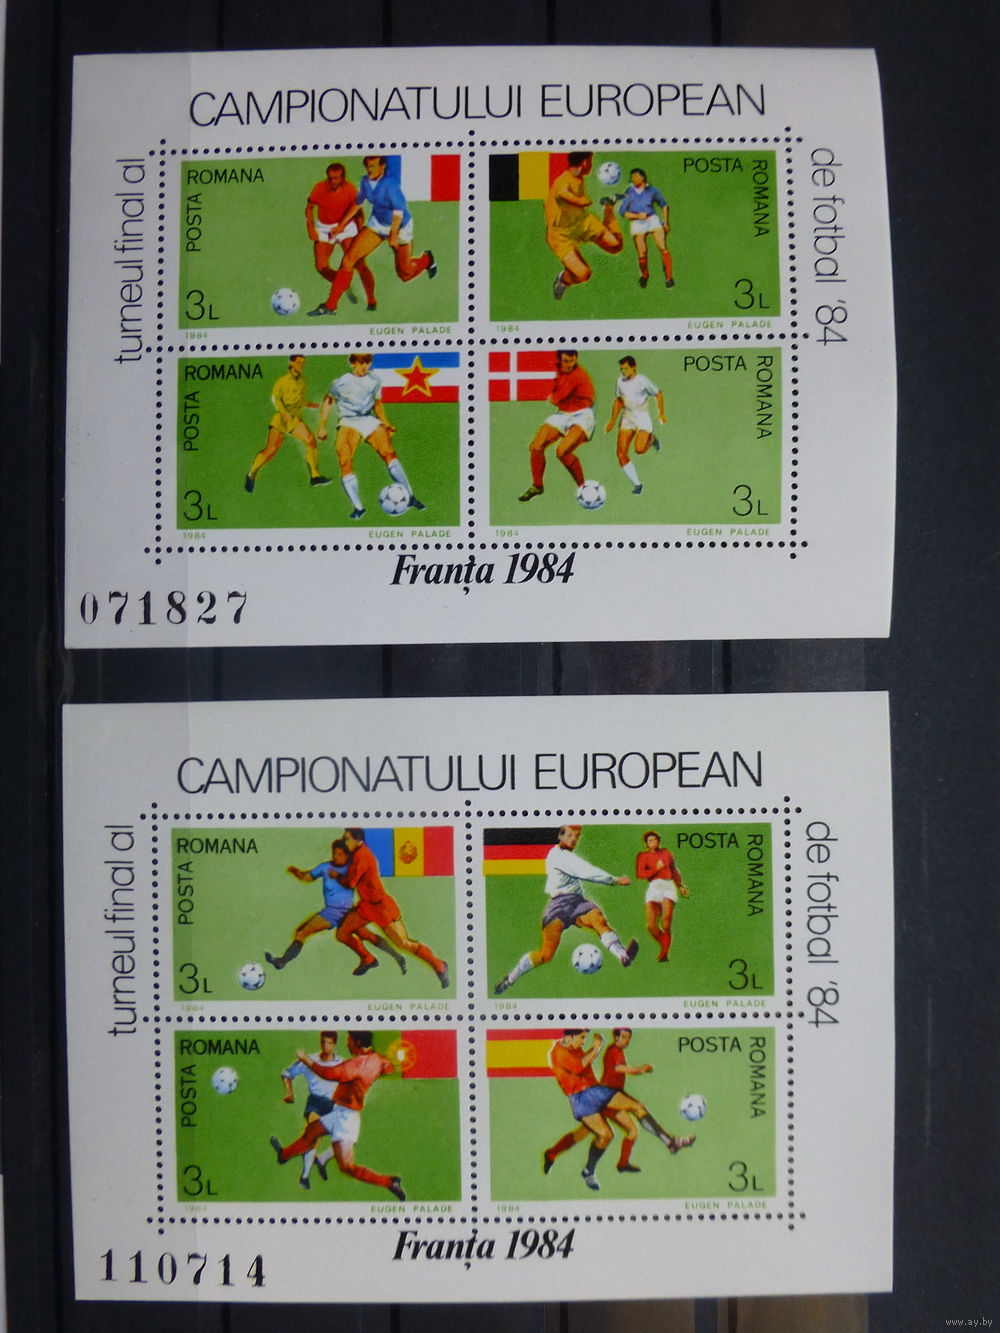 CAMPIONATULUI EUROPEAN
turneul final al
de fotbal '84
POSTA ROMANA
3L
1984 EUGEN PALADE
POSTA ROMANA
3L
1984 EUGEN PALADE
POSTA ROMANA
3L
1984 EUGEN PALADE
POSTA ROMANA
3L
1984 EUGEN PALADE
Franţa 1984
071827
CAMPIONATULUI EUROPEAN
turneul final al
de fotbal '84
POSTA ROMANA
3L
1984 EUGEN PALADE
POSTA ROMANA
3L
1984 EUGEN PALADE
POSTA ROMANA
3L
1984 EUGEN PALADE
POSTA ROMANA
3L
1984 EUGEN PALADE
Franţa 1984
110714
www.ay.by